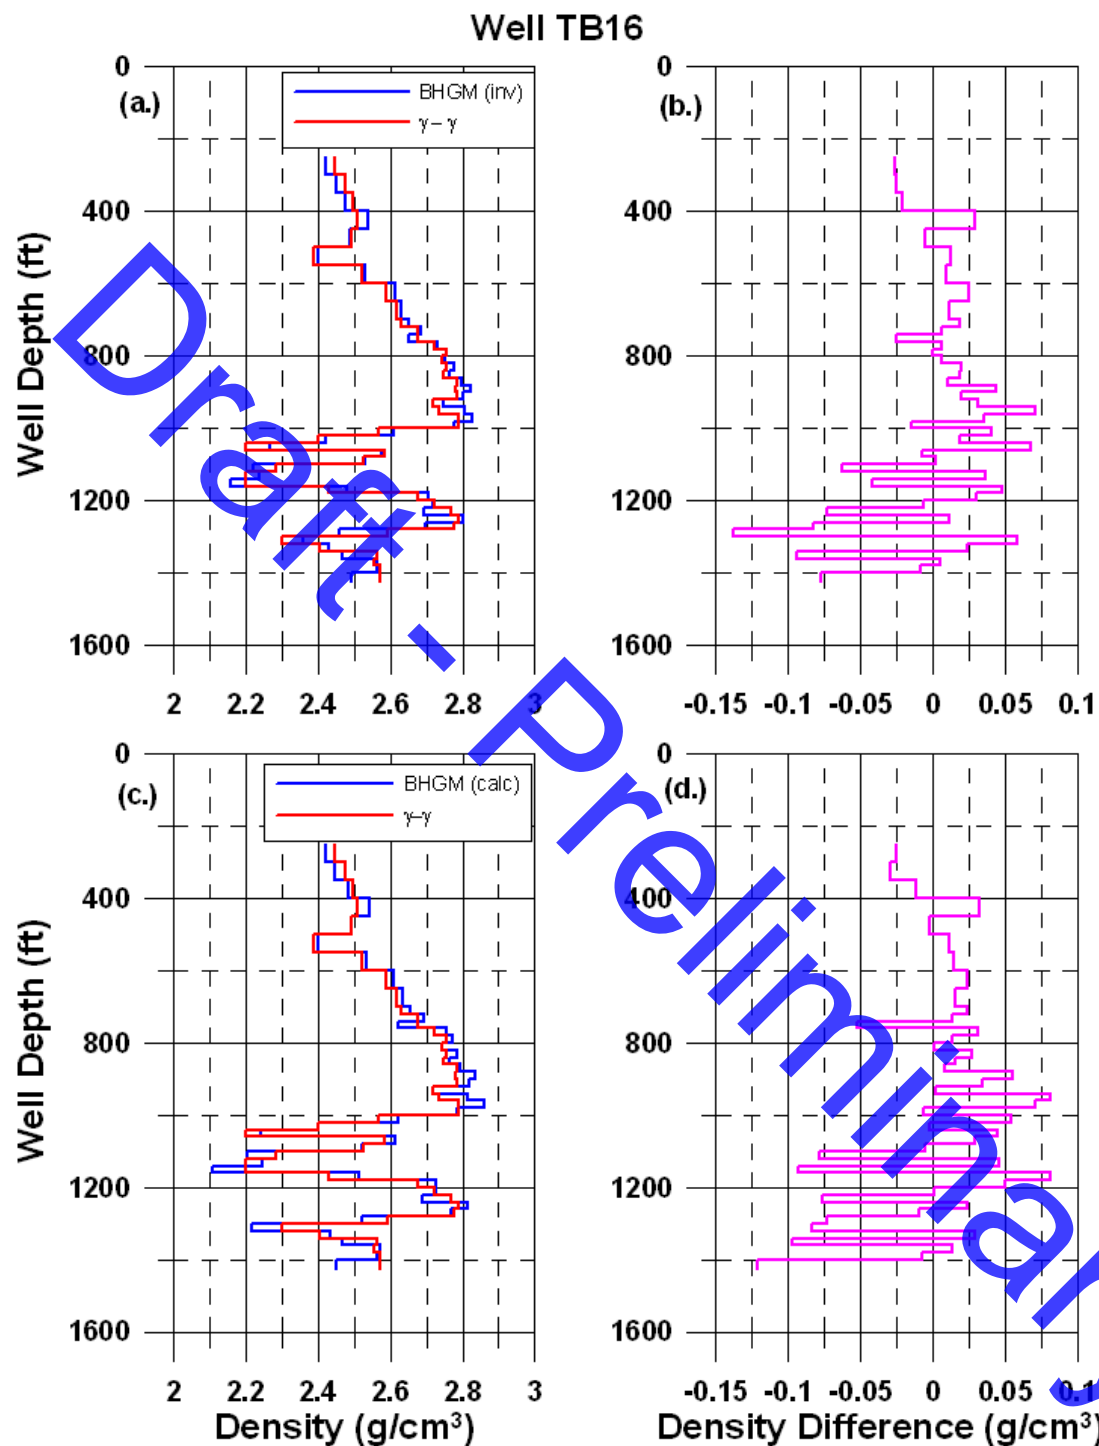 Well TB16
(a.)
BHGM (inv)
γ – γ
0
400
800
1200
1600
Well Depth (ft)
2 2.2 2.4 2.6 2.8 3
(b.)
0
400
800
1200
1600
-0.15 -0.1 -0.05 0 0.05 0.1
(c.)
BHGM (calc)
γ–γ
0
400
800
1200
1600
Well Depth (ft)
2 2.2 2.4 2.6 2.8 3
Density (g/cm³)
(d.)
0
400
800
1200
1600
-0.15 -0.1 -0.05 0 0.05 0.1
Density Difference (g/cm³)
Draft - Preliminary